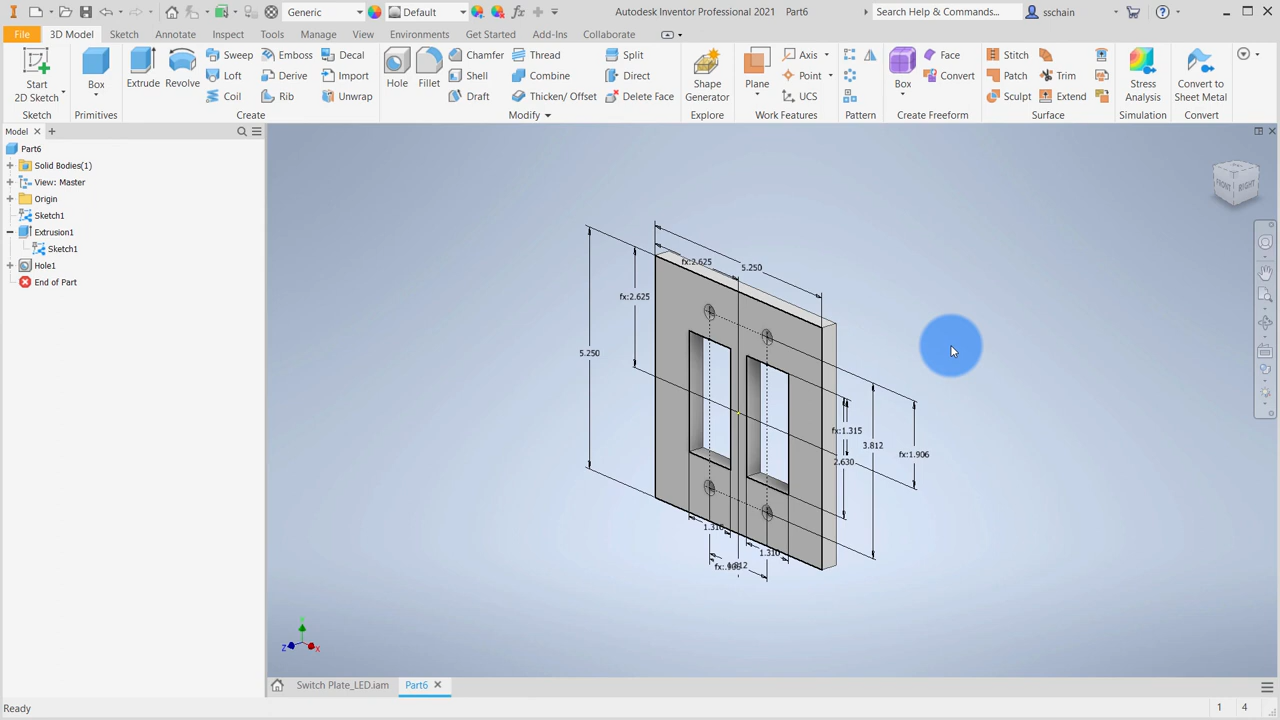 Generic
Default
Autodesk Inventor Professional 2021 Part6
Search Help & Commands...
sschain
File
3D Model
Sketch
Annotate
Inspect
Tools
Manage
View
Environments
Get Started
Add-Ins
Collaborate
Start
2D Sketch
Box
Extrude
Revolve
Sweep
Emboss
Decal
Loft
Derive
Import
Coil
Rib
Unwrap
Hole
Fillet
Chamfer
Thread
Split
Shell
Combine
Direct
Draft
Thicken/ Offset
Delete Face
Shape
Generator
Plane
Axis
Point
UCS
Box
Face
Convert
Stitch
Patch
Trim
Sculpt
Extend
Stress
Analysis
Convert to
Sheet Metal
Sketch
Primitives
Create
Modify
Explore
Work Features
Pattern
Create Freeform
Surface
Simulation
Convert
Model
Part6
Solid Bodies(1)
View: Master
Origin
Sketch1
Extrusion1
Sketch1
Hole1
End of Part
FRONT
RIGHT
fx:2.625
5.250
fx:2.625
5.250
fx:1.315
3.812
2.630
fx:1.906
1.310
Z
X
Switch Plate_LED.iam
Part6
Ready
1
4